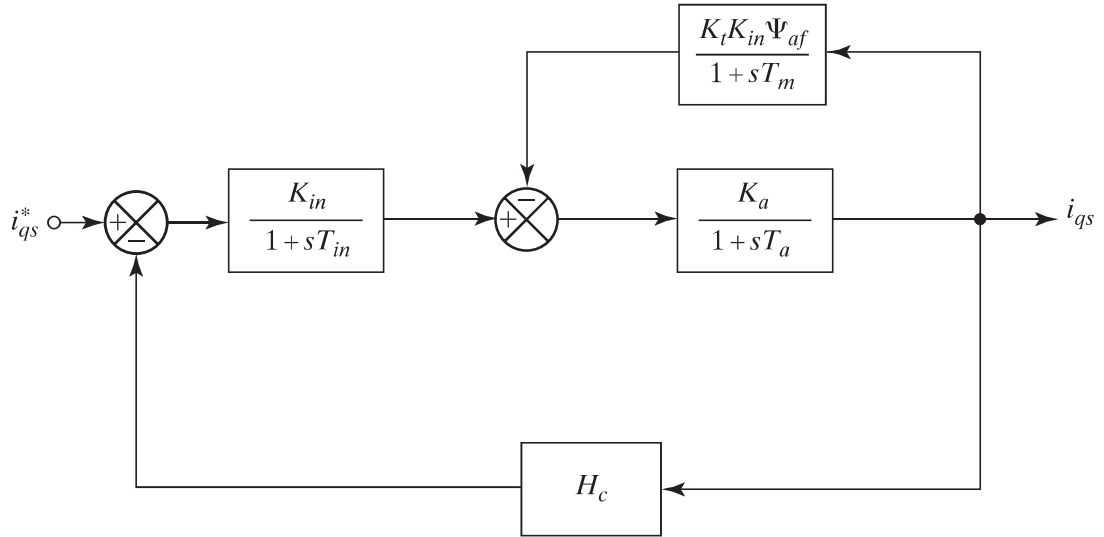 K_t K_in Ψ_af
1 + sT_m
i*_qs
+
−
K_in
1 + sT_in
+
−
K_a
1 + sT_a
i_qs
H_c